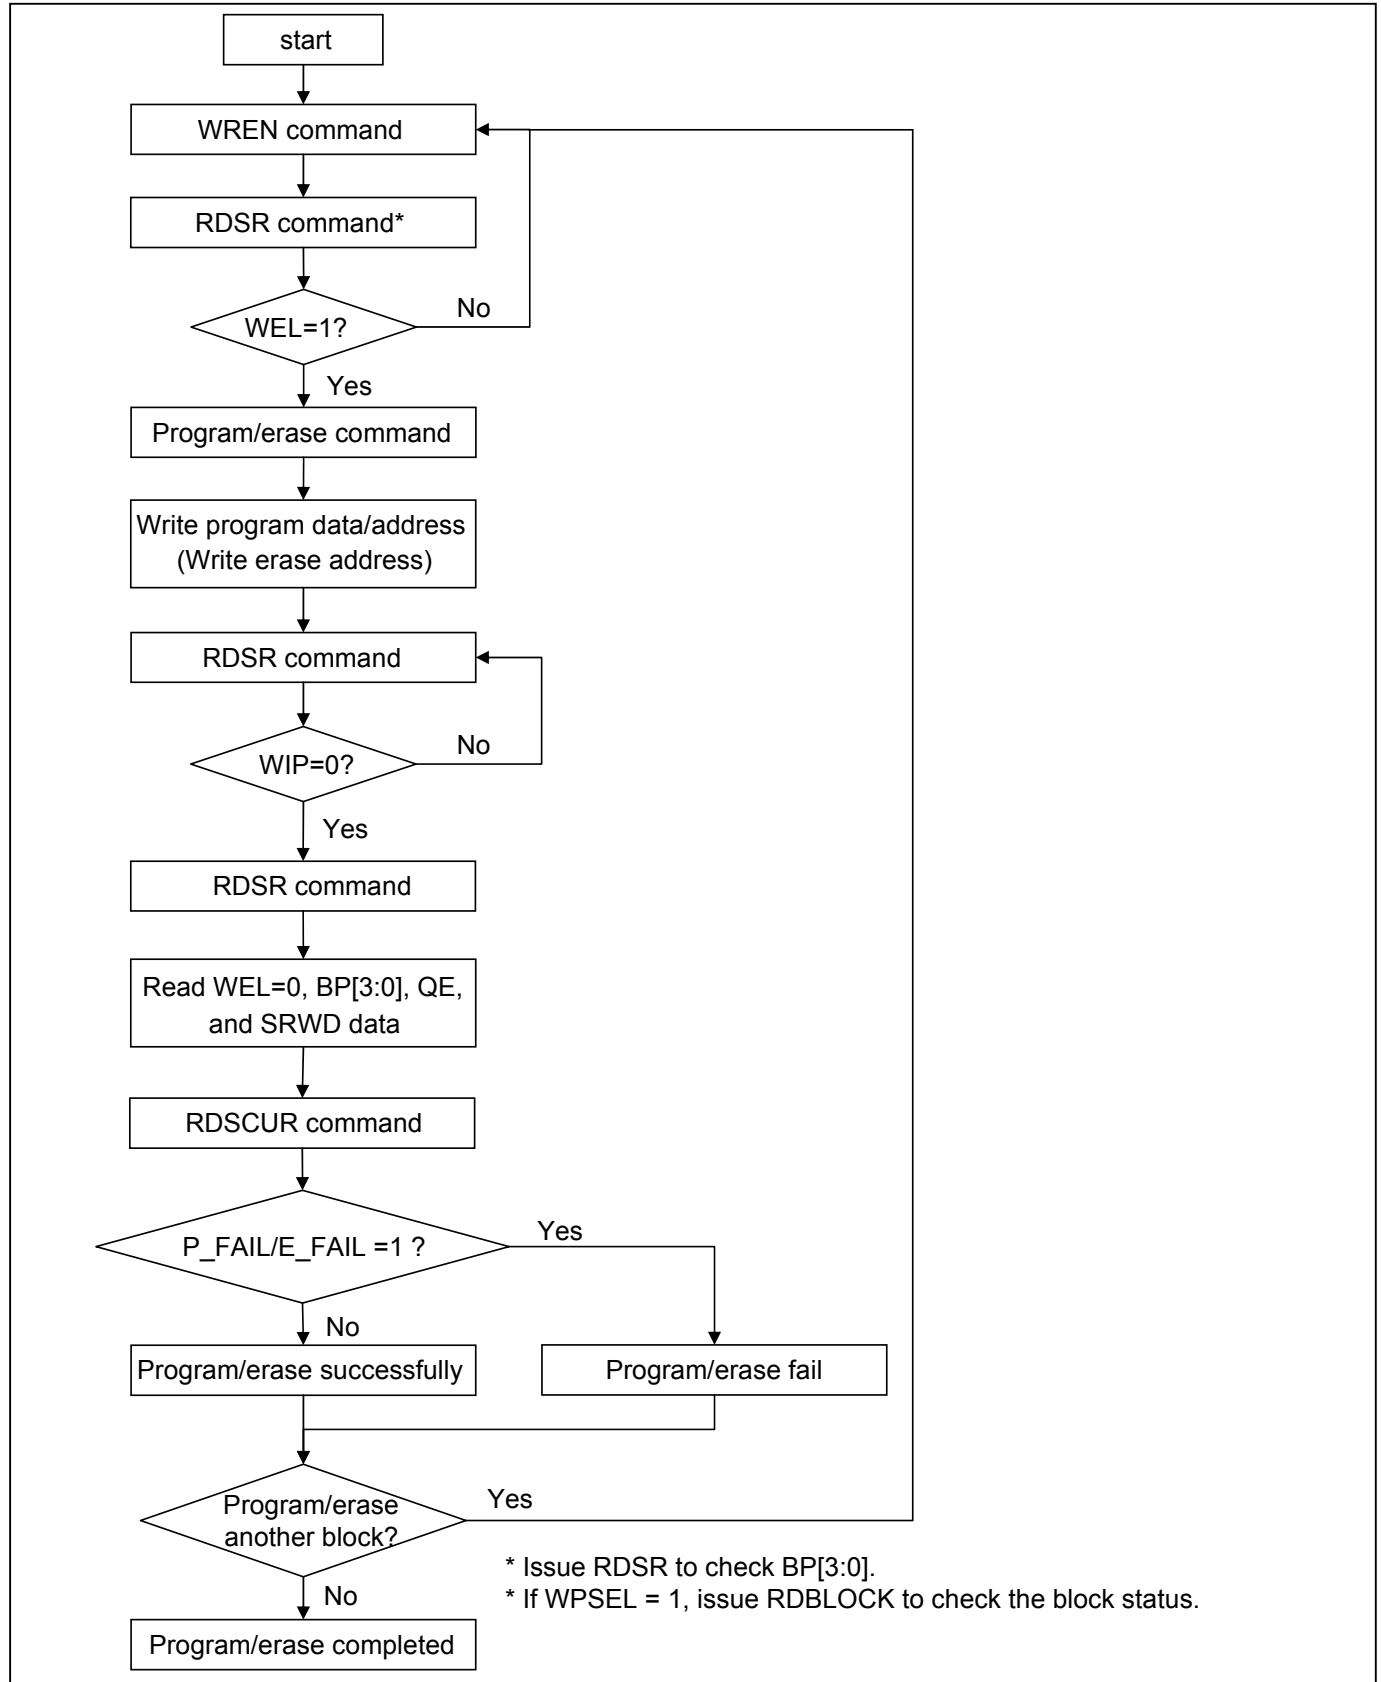 start
WREN command
RDSR command*
WEL=1?
No
Yes
Program/erase command
Write program data/address
(Write erase address)
RDSR command
WIP=0?
No
Yes
RDSR command
Read WEL=0, BP[3:0], QE,
and SRWD data
RDSCUR command
P_FAIL/E_FAIL =1 ?
Yes
No
Program/erase successfully
Program/erase fail
Program/erase
another block?
Yes
* Issue RDSR to check BP[3:0].
* If WPSEL = 1, issue RDBLOCK to check the block status.
No
Program/erase completed